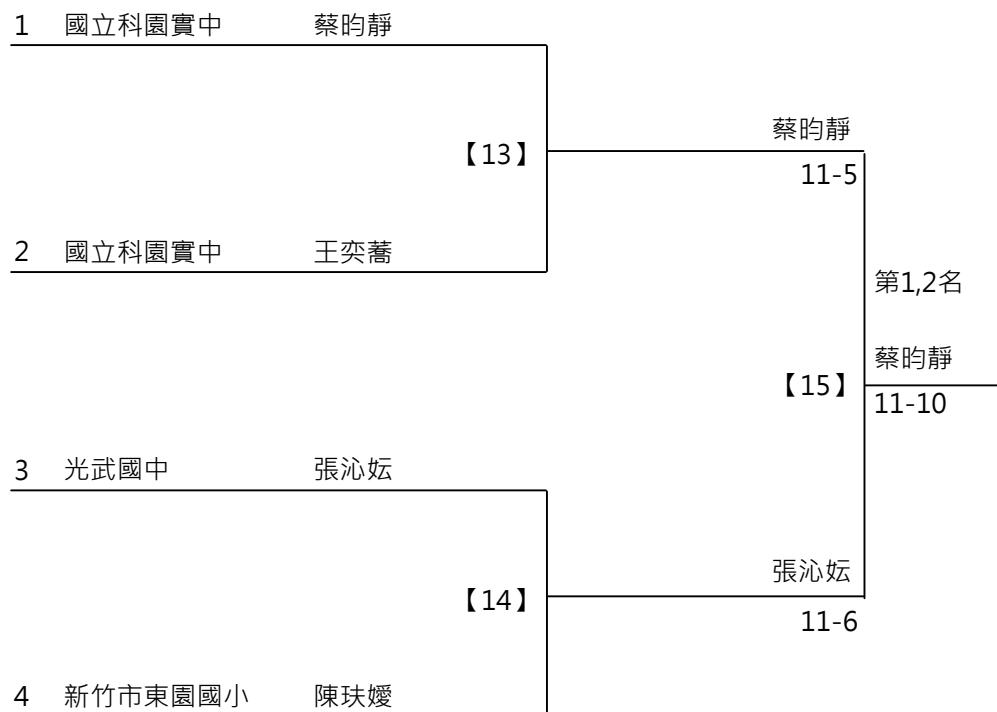 1 國立科園實中 蔡昀靜
蔡昀靜
【13】
11-5
2 國立科園實中 王奕蕎
第1,2名
蔡昀靜
【15】
11-10
3 光武國中 張沁妘
張沁妘
【14】
11-6
4 新竹市東園國小 陳玞嬡